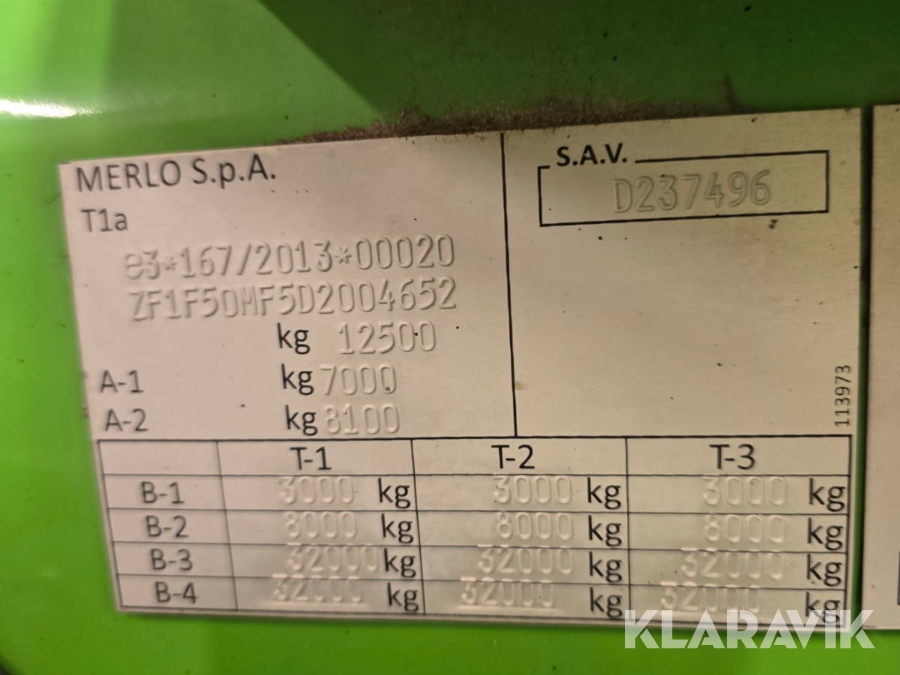 MERLO S.p.A.
T1a
e3*167/2013*00020
ZF1F50MF5D2004652
kg 12500
A-1 kg 7000
A-2 kg 8100
S.A.V.
D237496
113973
T-1 T-2 T-3
B-1 3000 kg 3000 kg 3000 kg
B-2 8000 kg 8000 kg 8000 kg
B-3 32000 kg 32000 kg 32000 kg
B-4 32000 kg 32000 kg 32000 kg
KLARAVIK